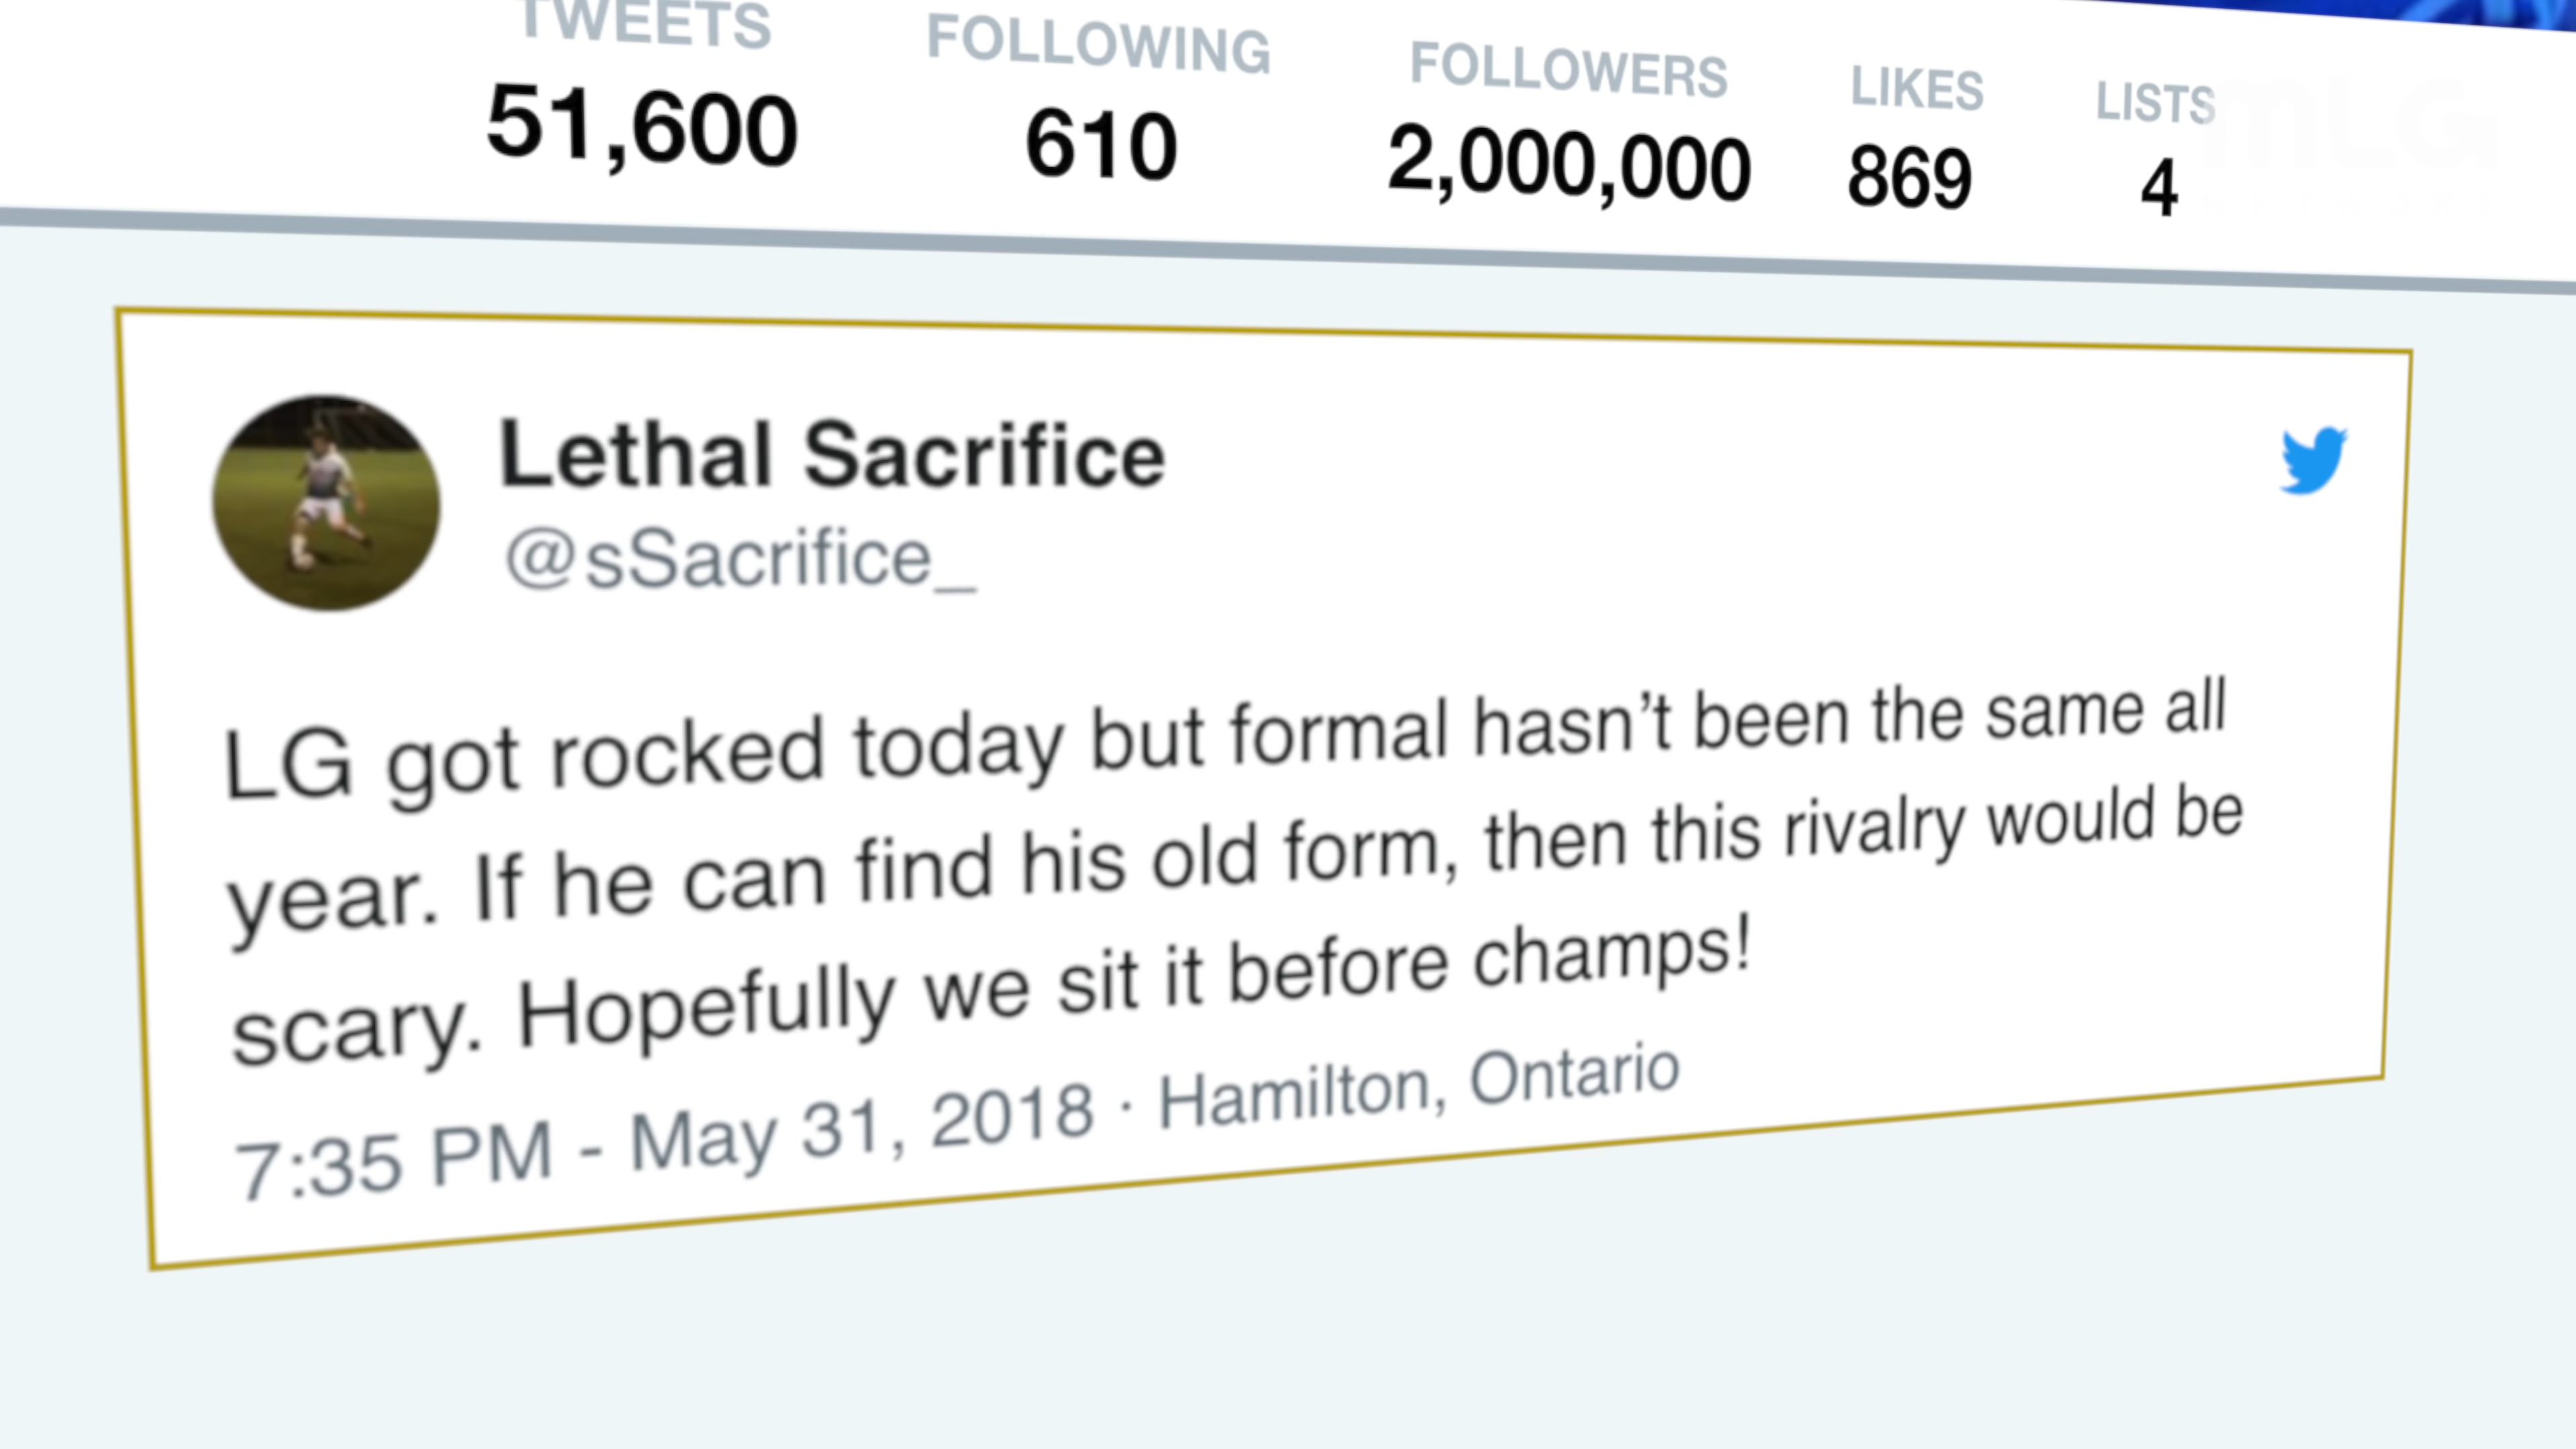 TWEETS FOLLOWING FOLLOWERS LIKES LISTS
51,600 610 2,000,000 869 4
MLG
Lethal Sacrifice
@sSacrifice_
LG got rocked today but formal hasn't been the same all
year. If he can find his old form, then this rivalry would be
scary. Hopefully we sit it before champs!
7:35 PM - May 31, 2018 · Hamilton, Ontario